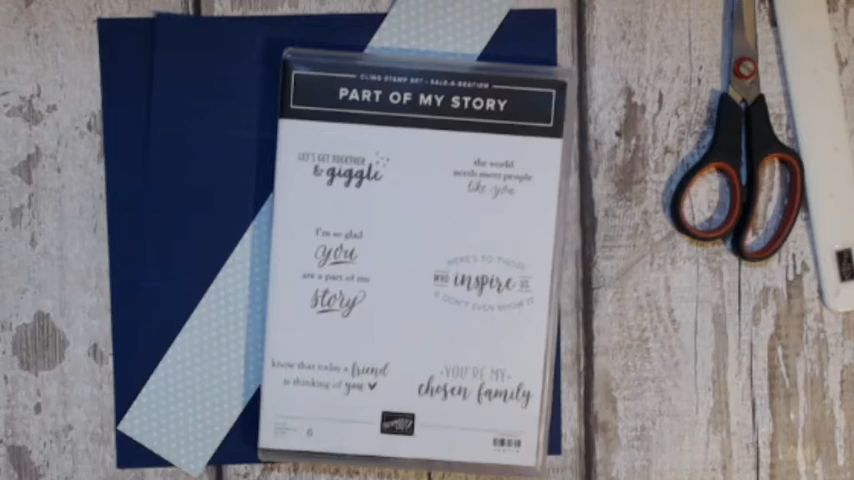 CLING STAMP SET • SALE-A-BRATION
PART OF MY STORY
LET'S GET TOGETHER
& giggle
the world
needs more people
like you
I'm so glad
you
are a part of my
story
HERE'S TO THOSE
WHO inspire US
& DON'T EVEN KNOW IT
know that today a friend
is thinking of you
YOU'RE MY
chosen family
6